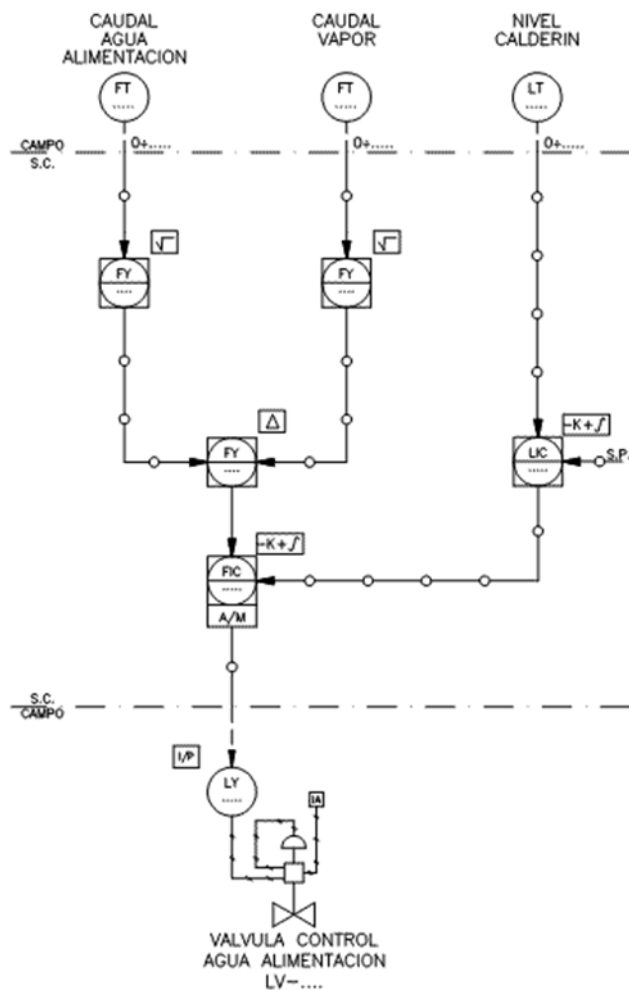 CAUDAL
AGUA
ALIMENTACION
CAUDAL
VAPOR
NIVEL
CALDERIN
FT
.....
FT
.....
LT
.....
CAMPO
S.C.
0+.....
0+.....
0+.....
√
√
FY
....
FY
....
Δ
-K+∫
FY
....
LIC
.....
S.P.
-K+∫
FIC
.....
A/M
S.C.
CAMPO
I/P
LY
.....
IA
VALVULA CONTROL
AGUA ALIMENTACION
LV-....